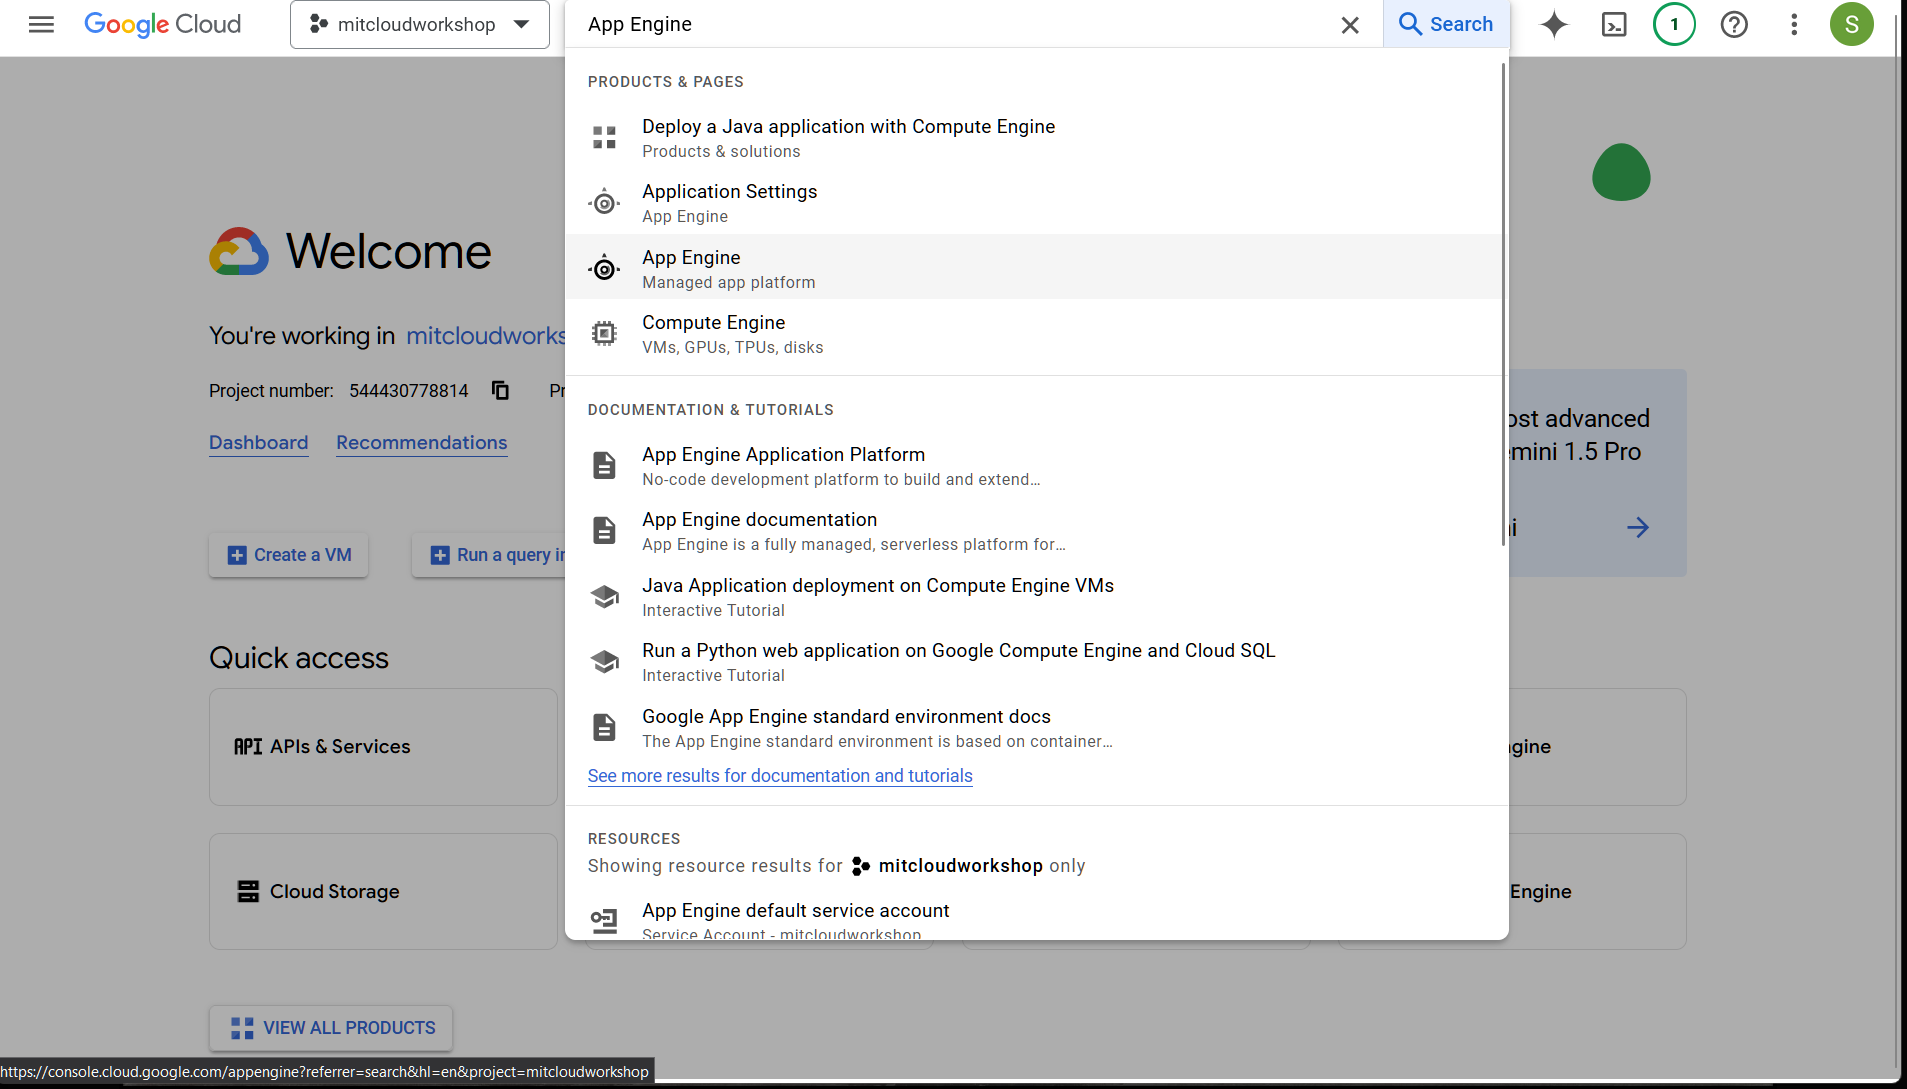 Google Cloud
mitcloudworkshop
App Engine
Search
1
S
PRODUCTS & PAGES
Deploy a Java application with Compute Engine
Products & solutions
Application Settings
App Engine
App Engine
Managed app platform
Compute Engine
VMs, GPUs, TPUs, disks
DOCUMENTATION & TUTORIALS
App Engine Application Platform
No-code development platform to build and extend…
App Engine documentation
App Engine is a fully managed, serverless platform for…
Java Application deployment on Compute Engine VMs
Interactive Tutorial
Run a Python web application on Google Compute Engine and Cloud SQL
Interactive Tutorial
Google App Engine standard environment docs
The App Engine standard environment is based on container…
See more results for documentation and tutorials
RESOURCES
Showing resource results for mitcloudworkshop only
App Engine default service account
Service Account - mitcloudworkshop
Welcome
You're working in mitcloudworks
Project number: 544430778814 Pr
Dashboard Recommendations
ost advanced
mini 1.5 Pro
Create a VM
Run a query in
Quick access
API APIs & Services
gine
Cloud Storage
Engine
VIEW ALL PRODUCTS
https://console.cloud.google.com/appengine?referrer=search&hl=en&project=mitcloudworkshop